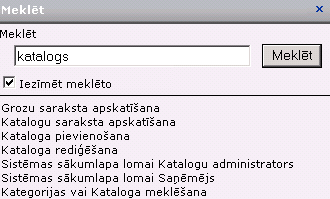 Meklēt
Meklēt
katalogs
Meklēt
Iezīmēt meklēto
Grozu saraksta apskatīšana
Katalogu saraksta apskatīšana
Kataloga pievienošana
Kataloga rediģēšana
Sistēmas sākumlapa lomai Katalogu administrators
Sistēmas sākumlapa lomai Saņēmējs
Kategorijas vai Kataloga meklēšana